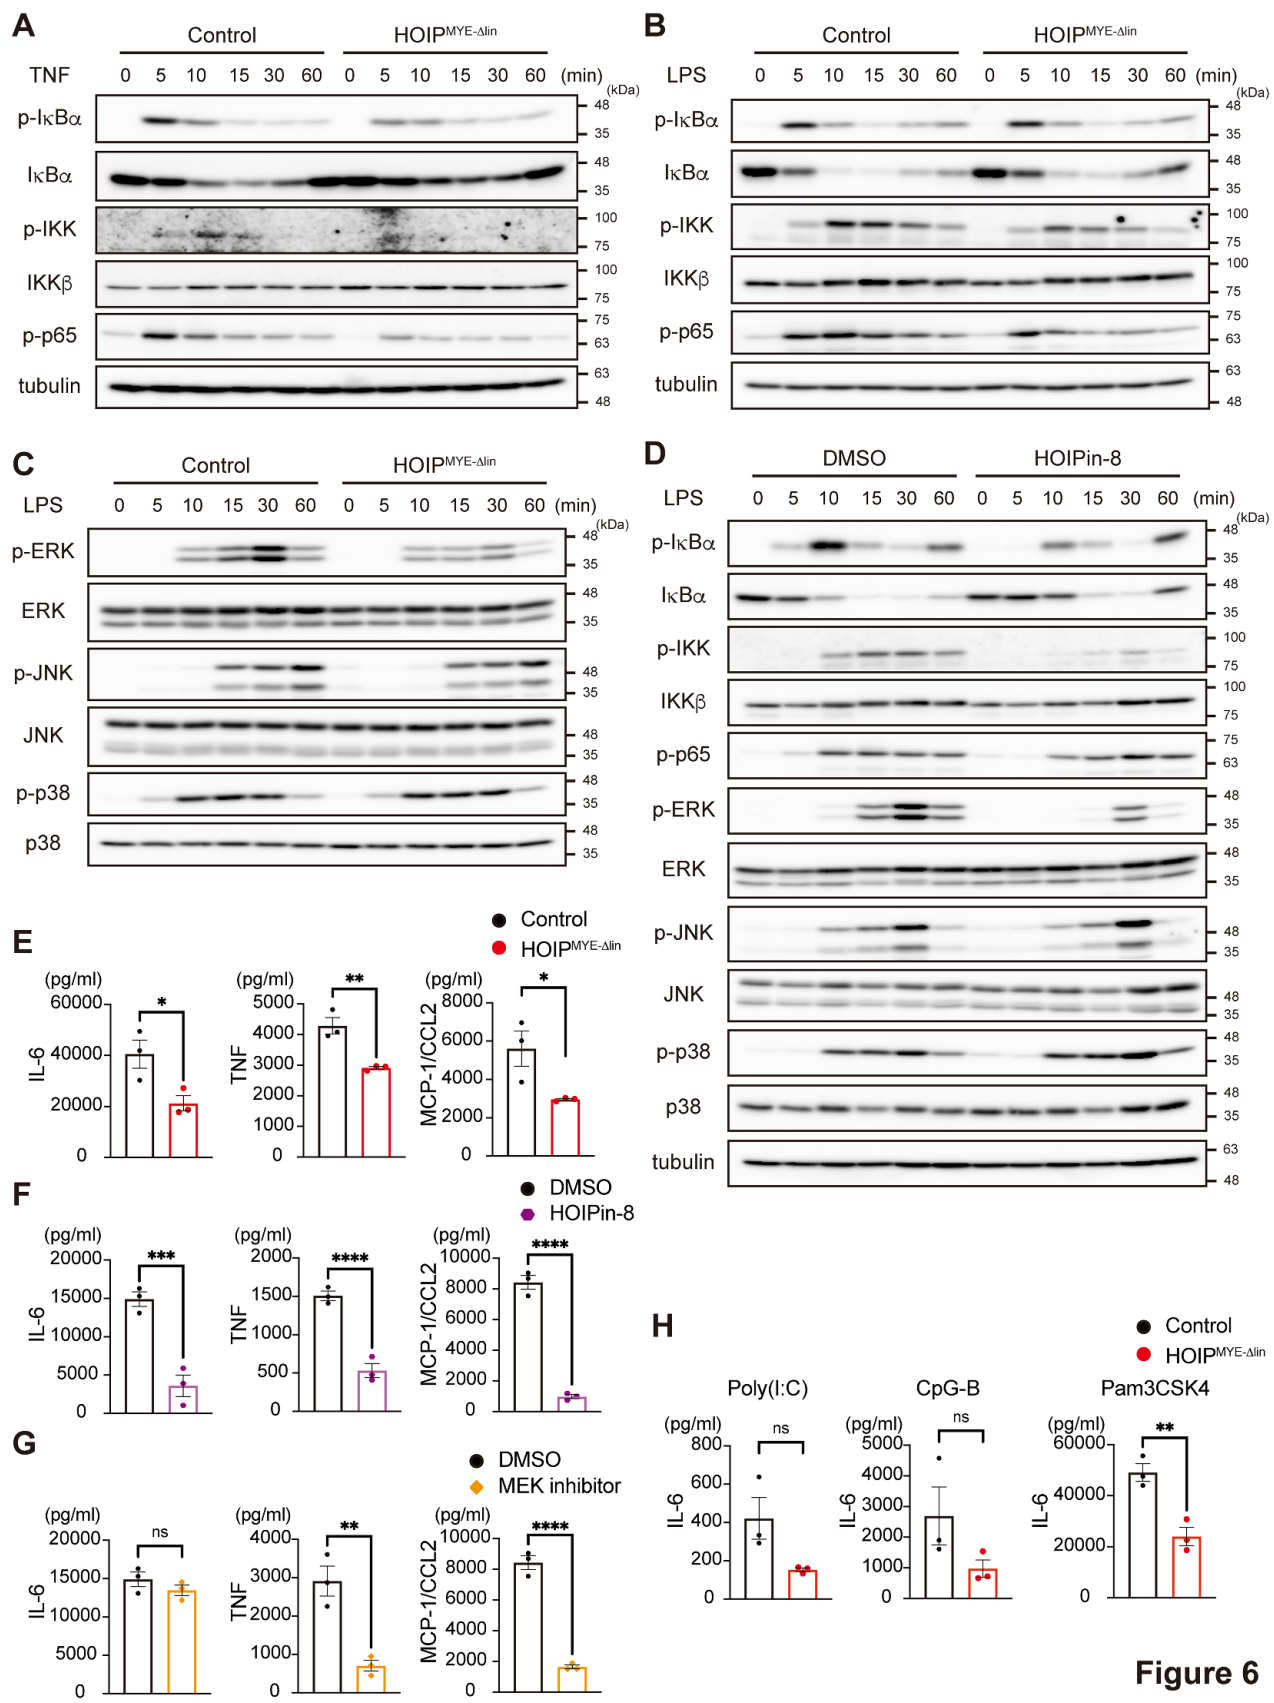 A
Control HOIPMYE-Δlin
TNF 0 5 10 15 30 60 0 5 10 15 30 60 (min)
(kDa)
p-IκBα 48 35
IκBα 48 35
p-IKK 100 75
IKKβ 100 75
p-p65 75 63
tubulin 63 48
B
Control HOIPMYE-Δlin
LPS 0 5 10 15 30 60 0 5 10 15 30 60 (min)
(kDa)
p-IκBα 48 35
IκBα 48 35
p-IKK 100 75
IKKβ 100 75
p-p65 75 63
tubulin 63 48
C
Control HOIPMYE-Δlin
LPS 0 5 10 15 30 60 0 5 10 15 30 60 (min)
(kDa)
p-ERK 48 35
ERK 48 35
p-JNK 48 35
JNK 48 35
p-p38 48 35
p38 48 35
D
DMSO HOIPin-8
LPS 0 5 10 15 30 60 0 5 10 15 30 60 (min)
(kDa)
p-IκBα 48 35
IκBα 48 35
p-IKK 100 75
IKKβ 100 75
p-p65 75 63
p-ERK 48 35
ERK 48 35
p-JNK 48 35
JNK 48 35
p-p38 48 35
p38 48 35
tubulin 63 48
E
Control
HOIPMYE-Δlin
(pg/ml) (pg/ml) (pg/ml)
IL-6 60000 40000 20000 0 *
TNF 5000 4000 3000 2000 1000 0 **
MCP-1/CCL2 8000 6000 4000 2000 0 *
F
DMSO
HOIPin-8
(pg/ml) (pg/ml) (pg/ml)
IL-6 20000 15000 10000 5000 0 ***
TNF 2000 1500 1000 500 0 ****
MCP-1/CCL2 10000 8000 6000 4000 2000 0 ****
G
DMSO
MEK inhibitor
(pg/ml) (pg/ml) (pg/ml)
IL-6 20000 15000 10000 5000 0 ns
TNF 4000 3000 2000 1000 0 **
MCP-1/CCL2 10000 8000 6000 4000 2000 0 ****
H
Control
HOIPMYE-Δlin
Poly(I:C) CpG-B Pam3CSK4
(pg/ml) (pg/ml) (pg/ml)
IL-6 800 600 400 200 0 ns
IL-6 5000 4000 3000 2000 1000 0 ns
IL-6 60000 40000 20000 0 **
Figure 6